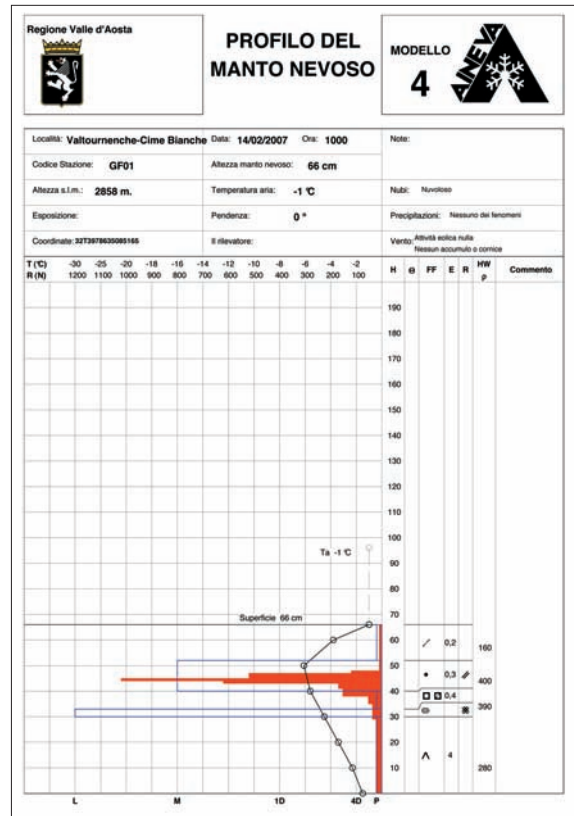 Regione Valle d'Aosta
PROFILO DEL
MANTO NEVOSO
MODELLO
4
AINEVA
Località: Valtournenche-Cime Bianche Data: 14/02/2007 Ora: 1000 Note:
Codice Stazione: GF01 Altezza manto nevoso: 66 cm
Altezza s.l.m.: 2858 m. Temperatura aria: -1 °C Nubi: Nuvoloso
Esposizione: Pendenza: 0 ° Precipitazioni: Nessuno dei fenomeni
Coordinate: 32T3978635085165 Il rilevatore: Vento: Attività eolica nulla
Nessun accumulo o cornice
T (°C) -30 -25 -20 -18 -16 -14 -12 -10 -8 -6 -4 -2
R (N) 1200 1100 1000 900 800 700 600 500 400 300 200 100
H ɵ FF E R HW ρ Commento
190
180
170
160
150
140
130
120
110
100
Ta -1 °C
90
80
70
Superficie 66 cm
60 0,2 160
50 0,3 400
40 0,4 390
30
20 4
10 280
L M 1D 4D P